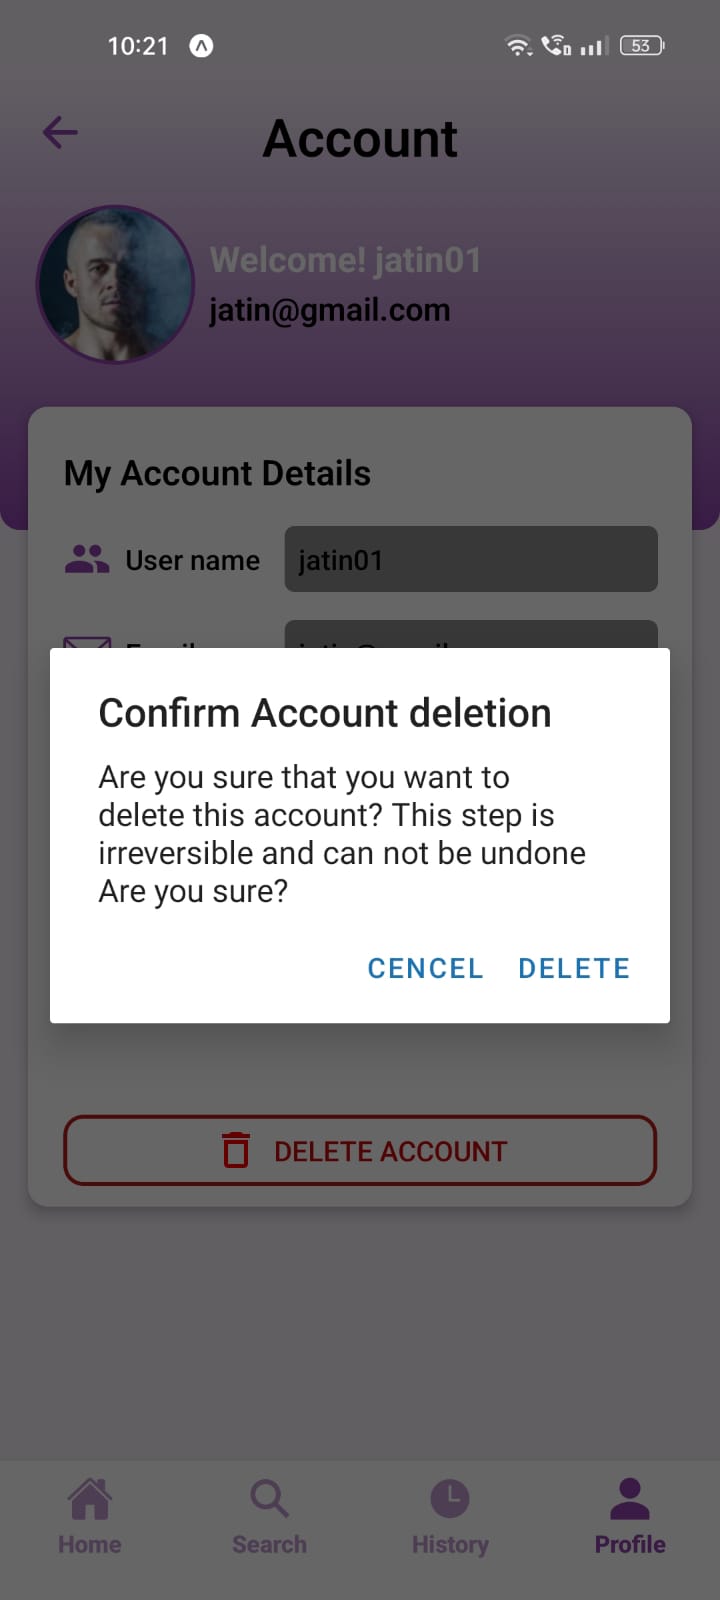 10:21
53
Account
Welcome! jatin01
jatin@gmail.com
My Account Details
User name
jatin01
Confirm Account deletion
Are you sure that you want to
delete this account? This step is
irreversible and can not be undone
Are you sure?
CENCEL DELETE
DELETE ACCOUNT
Home Search History Profile